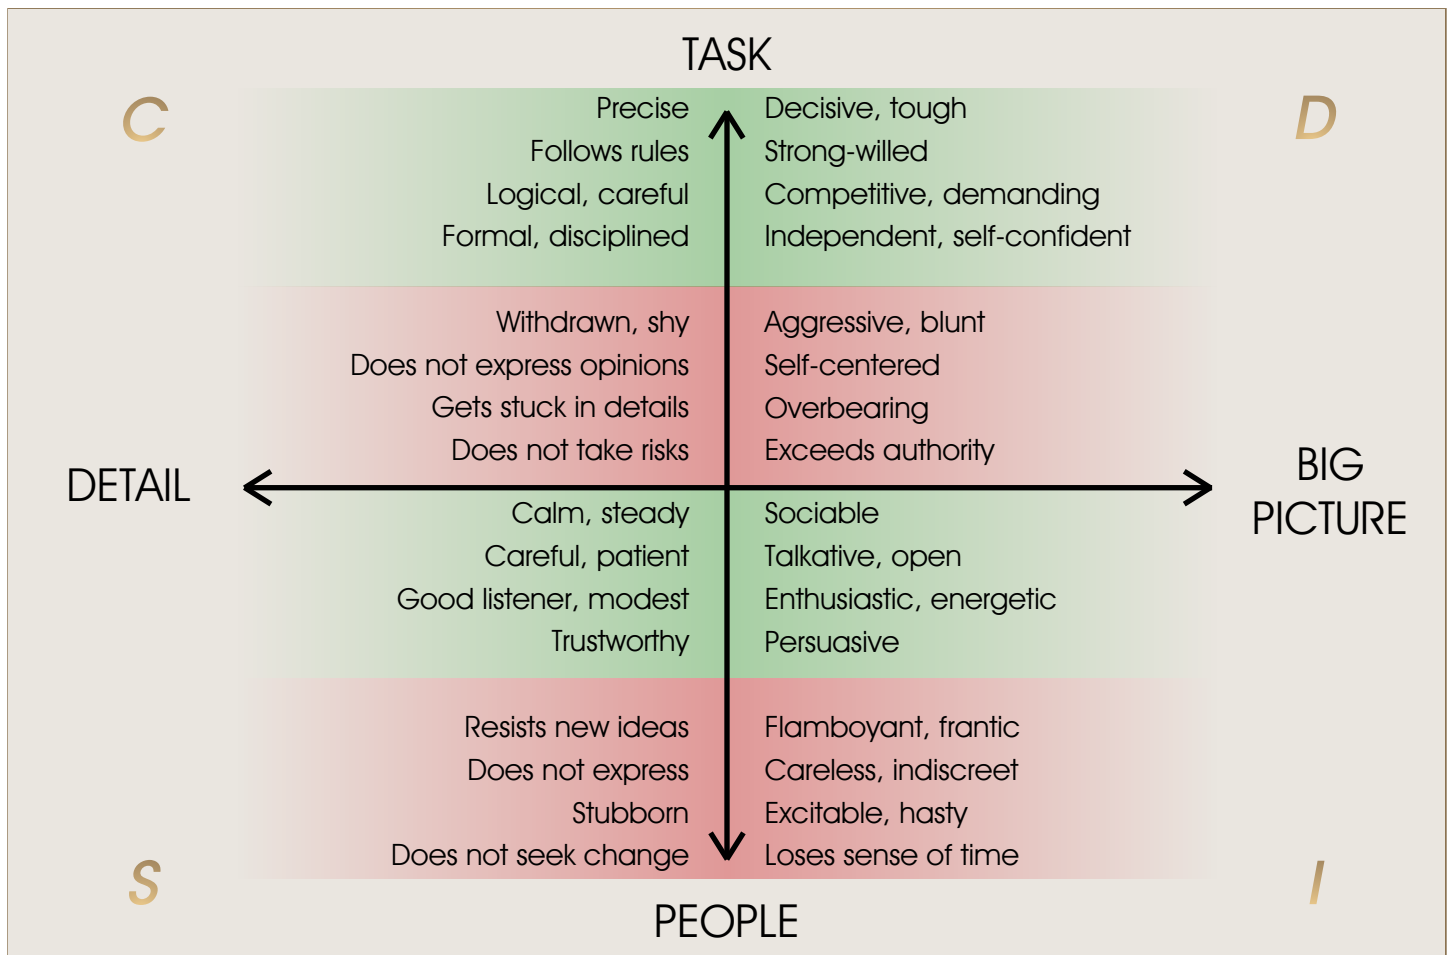 TASK
C
D
Precise
Follows rules
Logical, careful
Formal, disciplined
Decisive, tough
Strong-willed
Competitive, demanding
Independent, self-confident
Withdrawn, shy
Does not express opinions
Gets stuck in details
Does not take risks
Aggressive, blunt
Self-centered
Overbearing
Exceeds authority
DETAIL
BIG
PICTURE
Calm, steady
Careful, patient
Good listener, modest
Trustworthy
Sociable
Talkative, open
Enthusiastic, energetic
Persuasive
Resists new ideas
Does not express
Stubborn
Does not seek change
Flamboyant, frantic
Careless, indiscreet
Excitable, hasty
Loses sense of time
S
I
PEOPLE